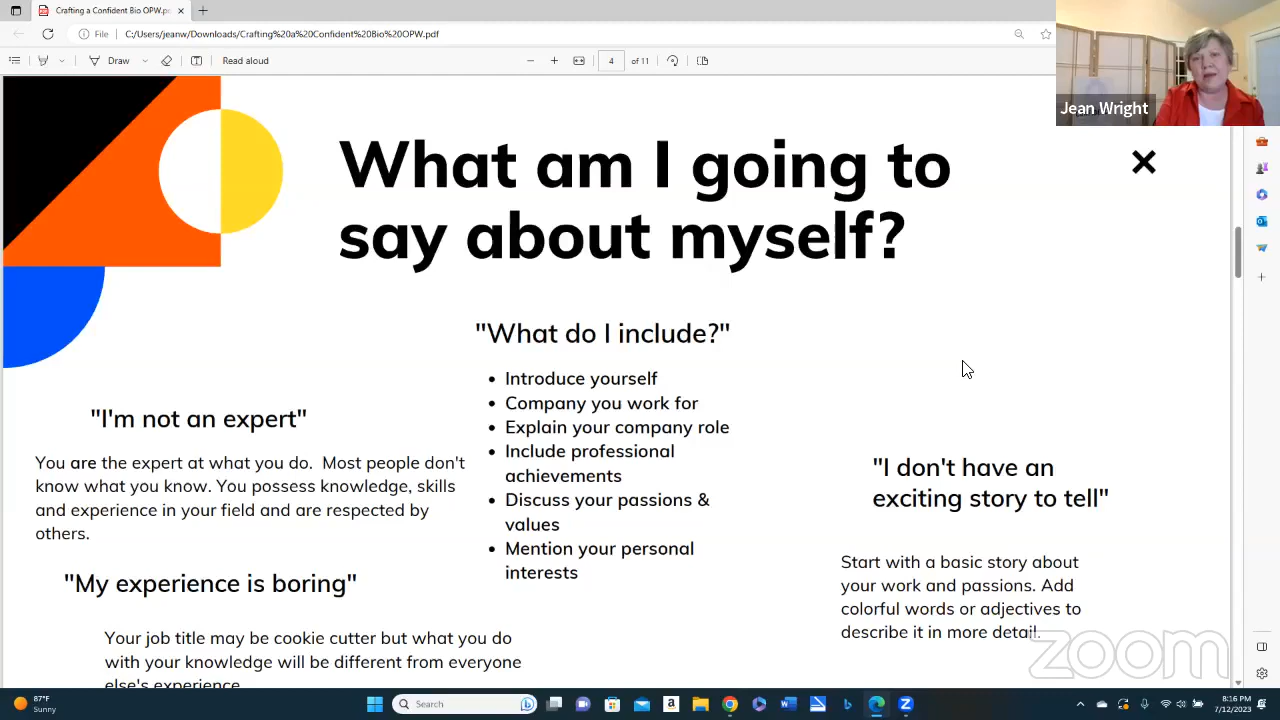 Crafting a Confident Bio OPW.pdf
File
C:/Users/jeanw/Downloads/Crafting%20a%20Confident%20Bio%20OPW.pdf
Draw
Read aloud
4
of 11
Jean Wright
What am I going to
say about myself?
"What do I include?"
• Introduce yourself
• Company you work for
• Explain your company role
• Include professional
achievements
• Discuss your passions &
values
• Mention your personal
interests
"I'm not an expert"
You are the expert at what you do. Most people don't
know what you know. You possess knowledge, skills
and experience in your field and are respected by
others.
"My experience is boring"
Your job title may be cookie cutter but what you do
with your knowledge will be different from everyone
else's experience
"I don't have an
exciting story to tell"
Start with a basic story about
your work and passions. Add
colorful words or adjectives to
describe it in more detail.
zoom
87°F
Sunny
Search
8:16 PM
7/12/2023